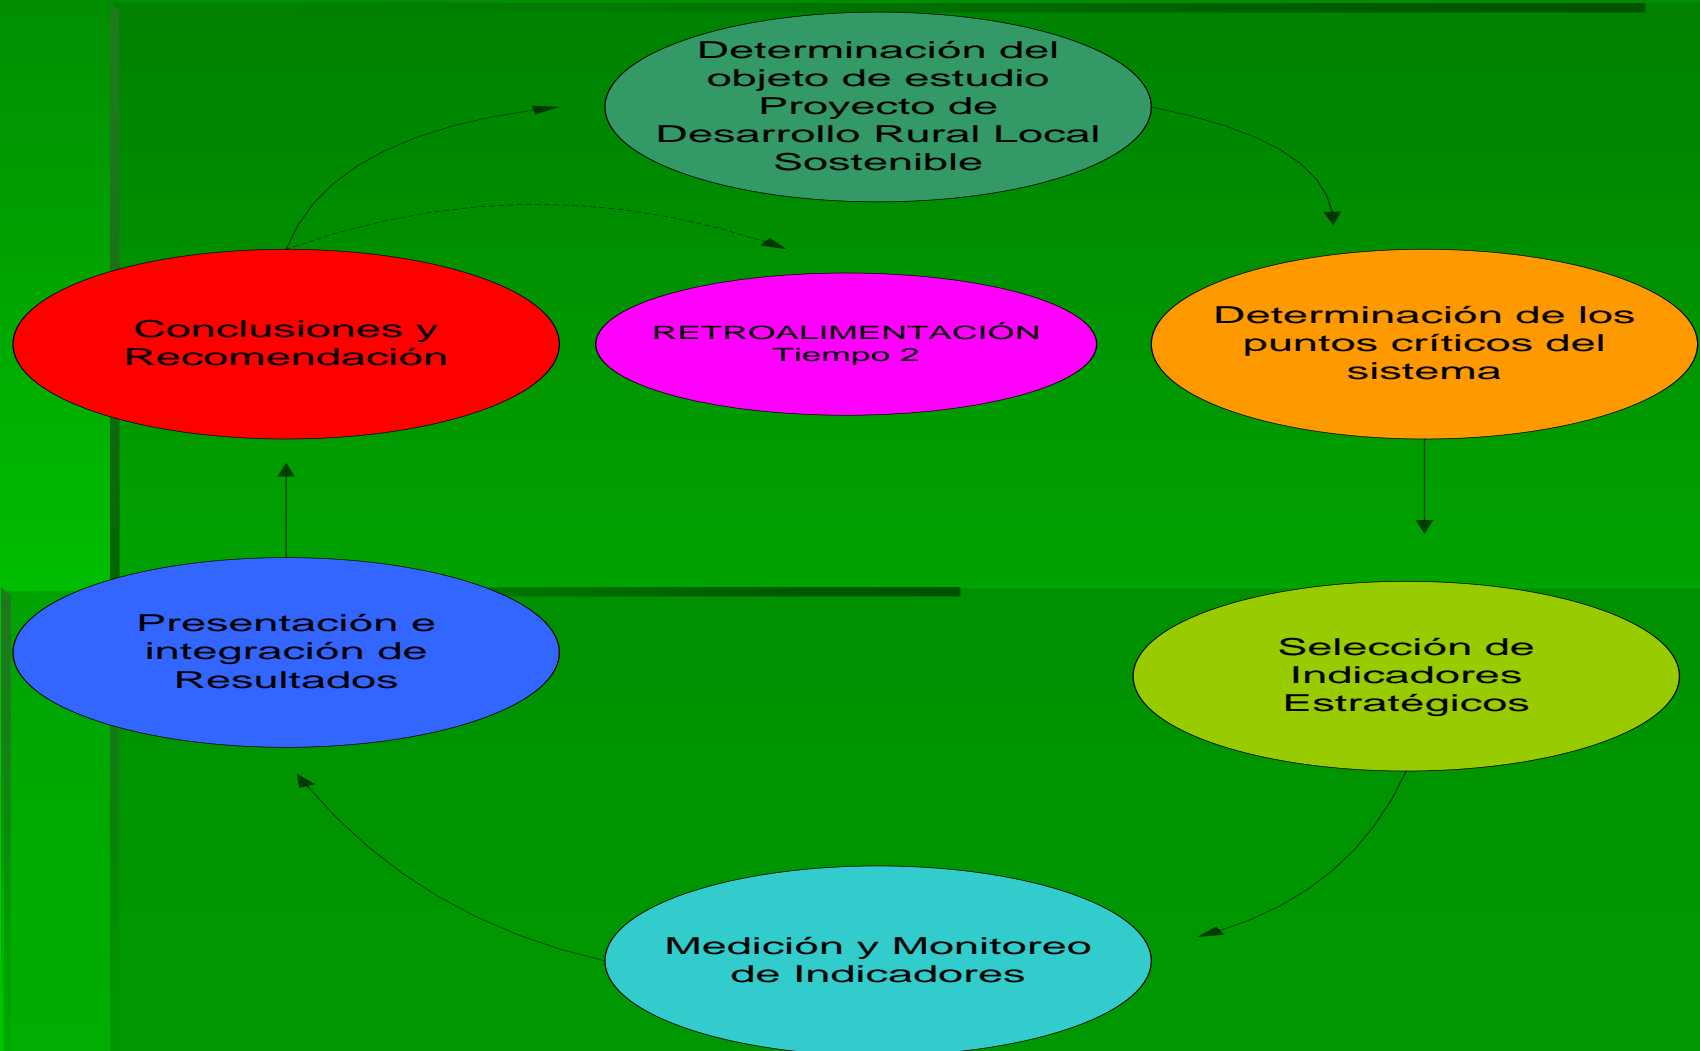 Determinación del
objeto de estudio
Proyecto de
Desarrollo Rural Local
Sostenible
Conclusiones y
Recomendación
RETROALIMENTACIÓN
Tiempo 2
Determinación de los
puntos críticos del
sistema
Presentación e
integración de
Resultados
Selección de
Indicadores
Estratégicos
Medición y Monitoreo
de Indicadores